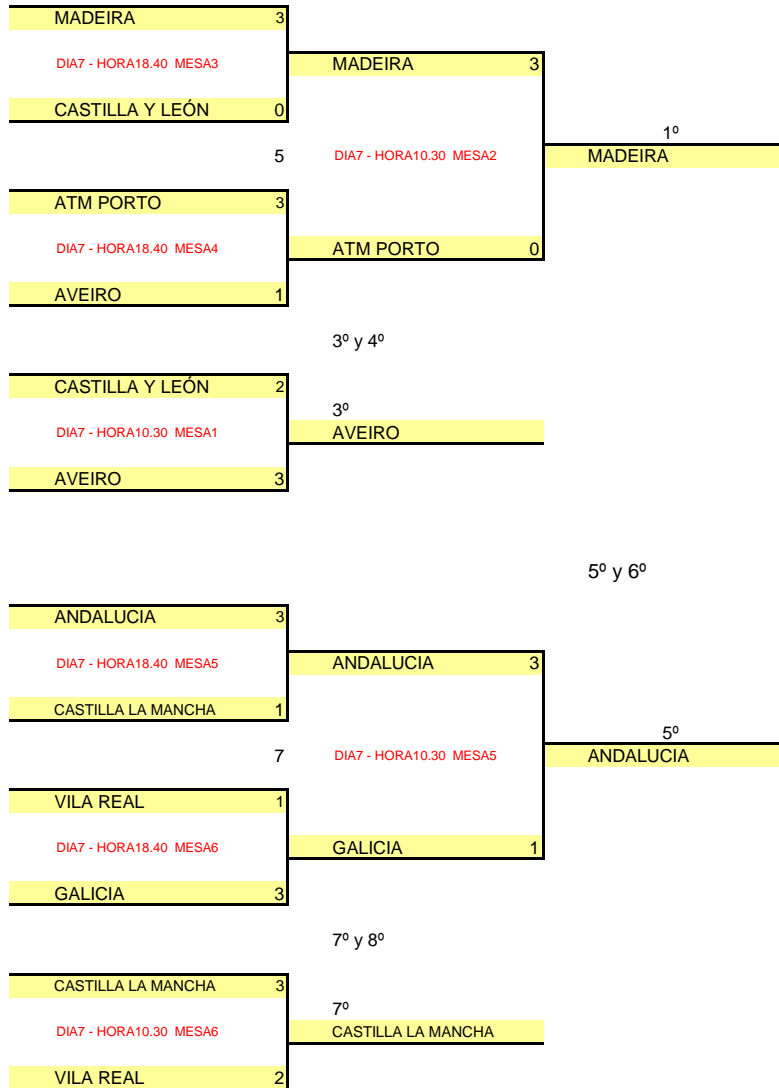 MADEIRA 3
DIA7 - HORA18.40 MESA3
MADEIRA 3
CASTILLA Y LEÓN 0
1º
5 DIA7 - HORA10.30 MESA2 MADEIRA
ATM PORTO 3
DIA7 - HORA18.40 MESA4 ATM PORTO 0
AVEIRO 1
3º y 4º
CASTILLA Y LEÓN 2
3º
DIA7 - HORA10.30 MESA1 AVEIRO
AVEIRO 3
5º y 6º
ANDALUCIA 3
DIA7 - HORA18.40 MESA5 ANDALUCIA 3
CASTILLA LA MANCHA 1
5º
7 DIA7 - HORA10.30 MESA5 ANDALUCIA
VILA REAL 1
DIA7 - HORA18.40 MESA6 GALICIA 1
GALICIA 3
7º y 8º
CASTILLA LA MANCHA 3
7º
DIA7 - HORA10.30 MESA6 CASTILLA LA MANCHA
VILA REAL 2